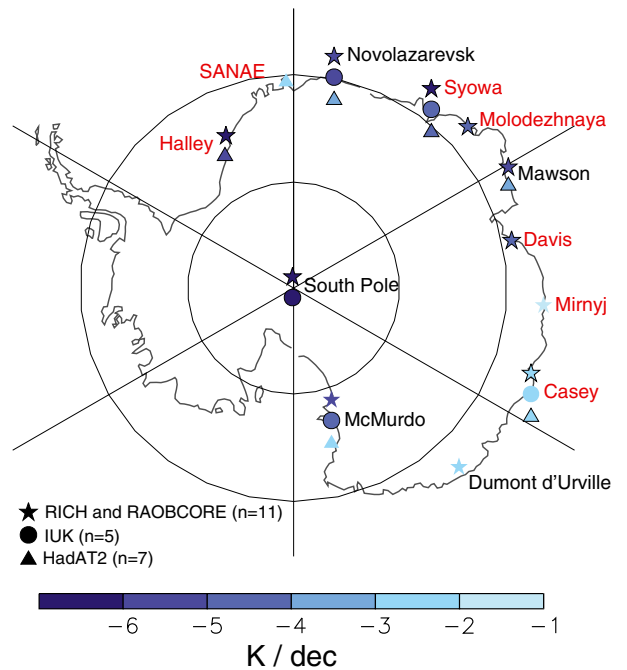 Novolazarevsk
SANAE
Syowa
Molodezhnaya
Halley
Mawson
Davis
South Pole
Mirnyj
Casey
McMurdo
Dumont d'Urville
RICH and RAOBCORE (n=11)
IUK (n=5)
HadAT2 (n=7)
−6 −5 −4 −3 −2 −1
K / dec